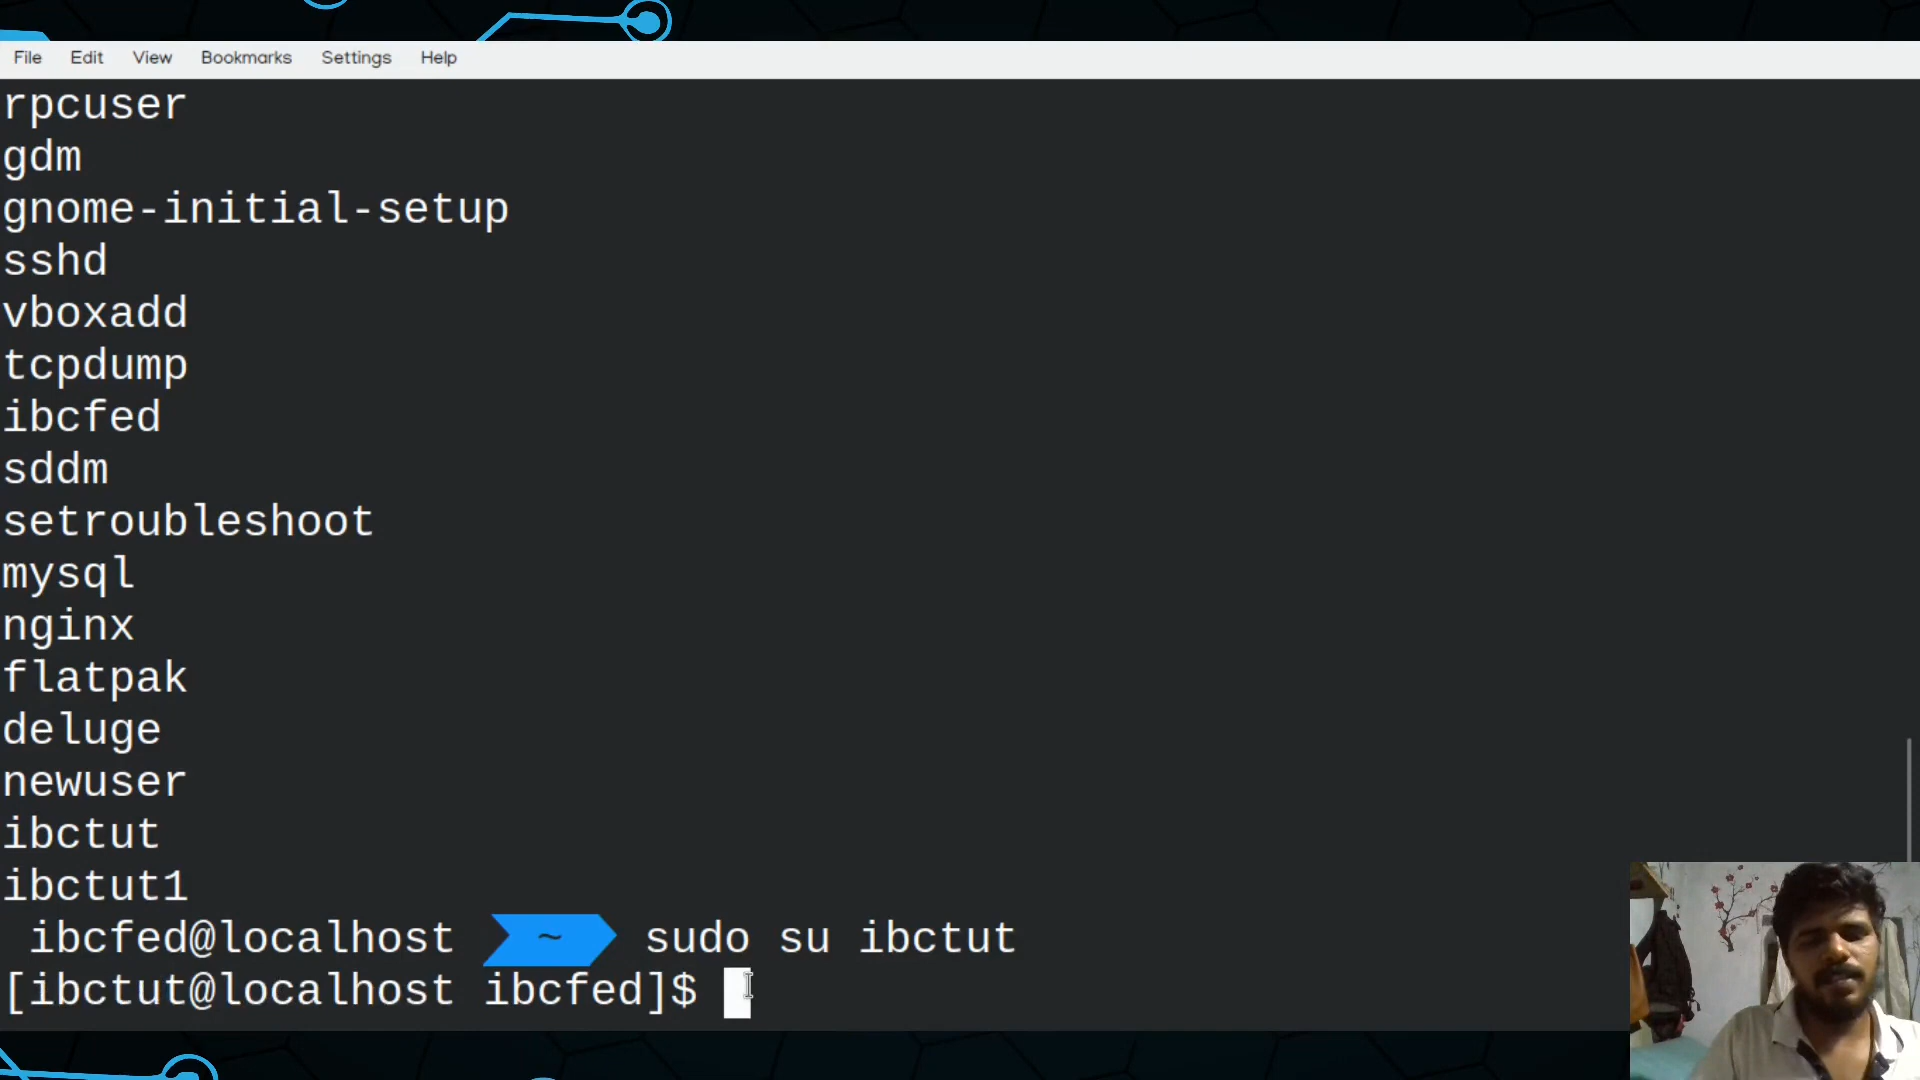 File Edit View Bookmarks Settings Help
rpcuser
gdm
gnome-initial-setup
sshd
vboxadd
tcpdump
ibcfed
sddm
setroubleshoot
mysql
nginx
flatpak
deluge
newuser
ibctut
ibctut1
ibcfed@localhost ~ sudo su ibctut
[ibctut@localhost ibcfed]$